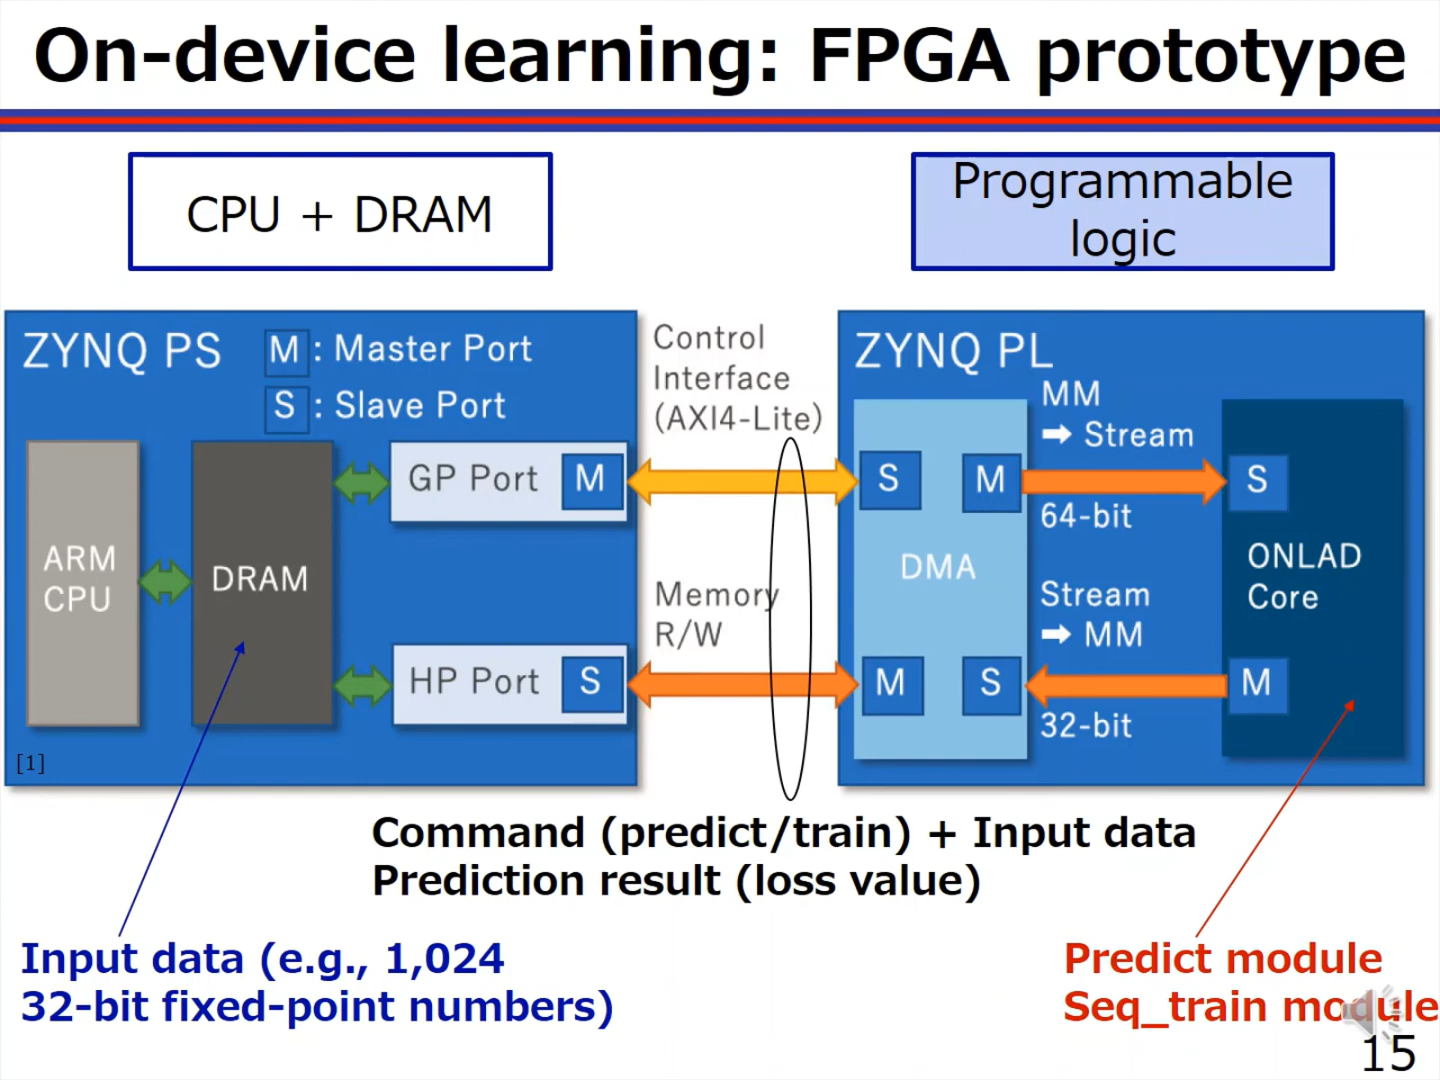 On-device learning: FPGA prototype
CPU + DRAM
Programmable
logic
ZYNQ PS
M : Master Port
S : Slave Port
Control
Interface
(AXI4-Lite)
ZYNQ PL
MM
➡ Stream
GP Port M
S M
S
64-bit
ARM
CPU
DRAM
DMA
ONLAD
Core
Memory
R/W
Stream
➡ MM
HP Port S
M S
M
32-bit
[1]
Command (predict/train) + Input data
Prediction result (loss value)
Input data (e.g., 1,024
32-bit fixed-point numbers)
Predict module
Seq_train module
15